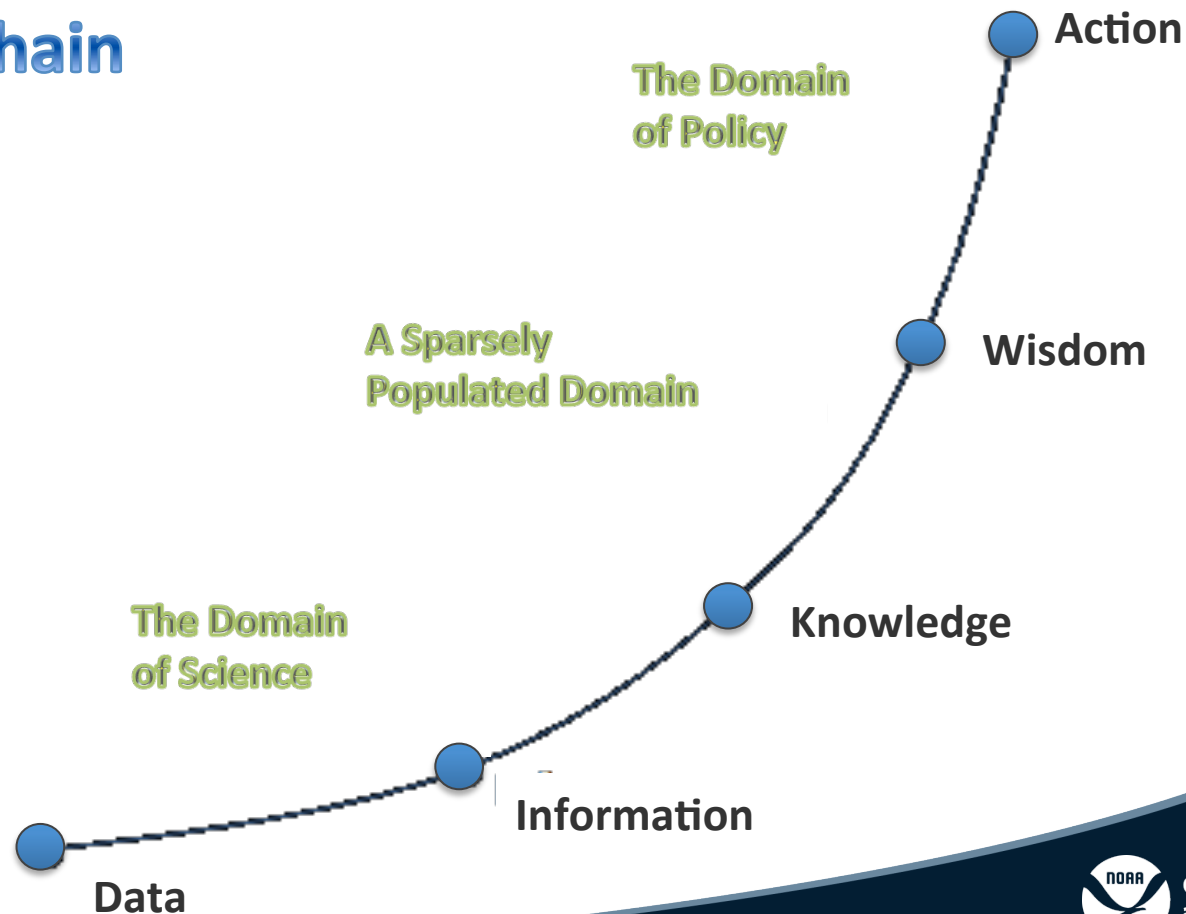 hain
Action
The Domain
of Policy
A Sparsely
Populated Domain
Wisdom
The Domain
of Science
Knowledge
Information
Data
NOAA